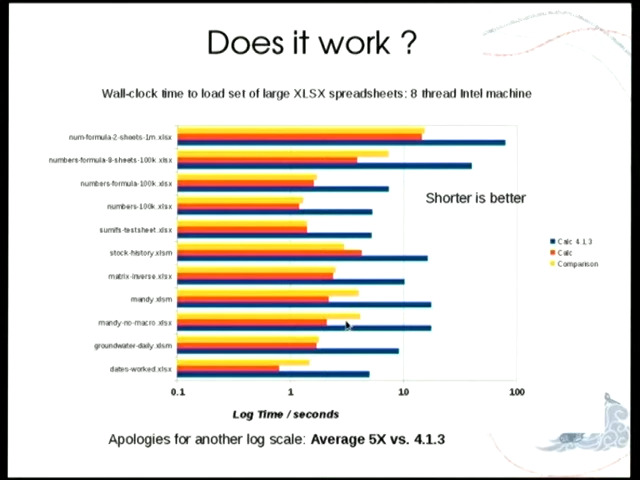 Does it work ?
Wall-clock time to load set of large XLSX spreadsheets: 8 thread Intel machine
num-formula-2-sheets-1m.xlsx
numbers-formula-8-sheets-100k.xlsx
numbers-formula-100k.xlsx
numbers-100k.xlsx
sumifs-testsheet.xlsx
stock-history.xlsm
matrix-inverse.xlsx
mandy.xlsm
mandy-no-macro.xlsx
groundwater-daily.xlsm
dates-worked.xlsx
Shorter is better
Calc 4.1.3
Calc
Comparison
0.1 1 10 100
Log Time / seconds
Apologies for another log scale: Average 5X vs. 4.1.3